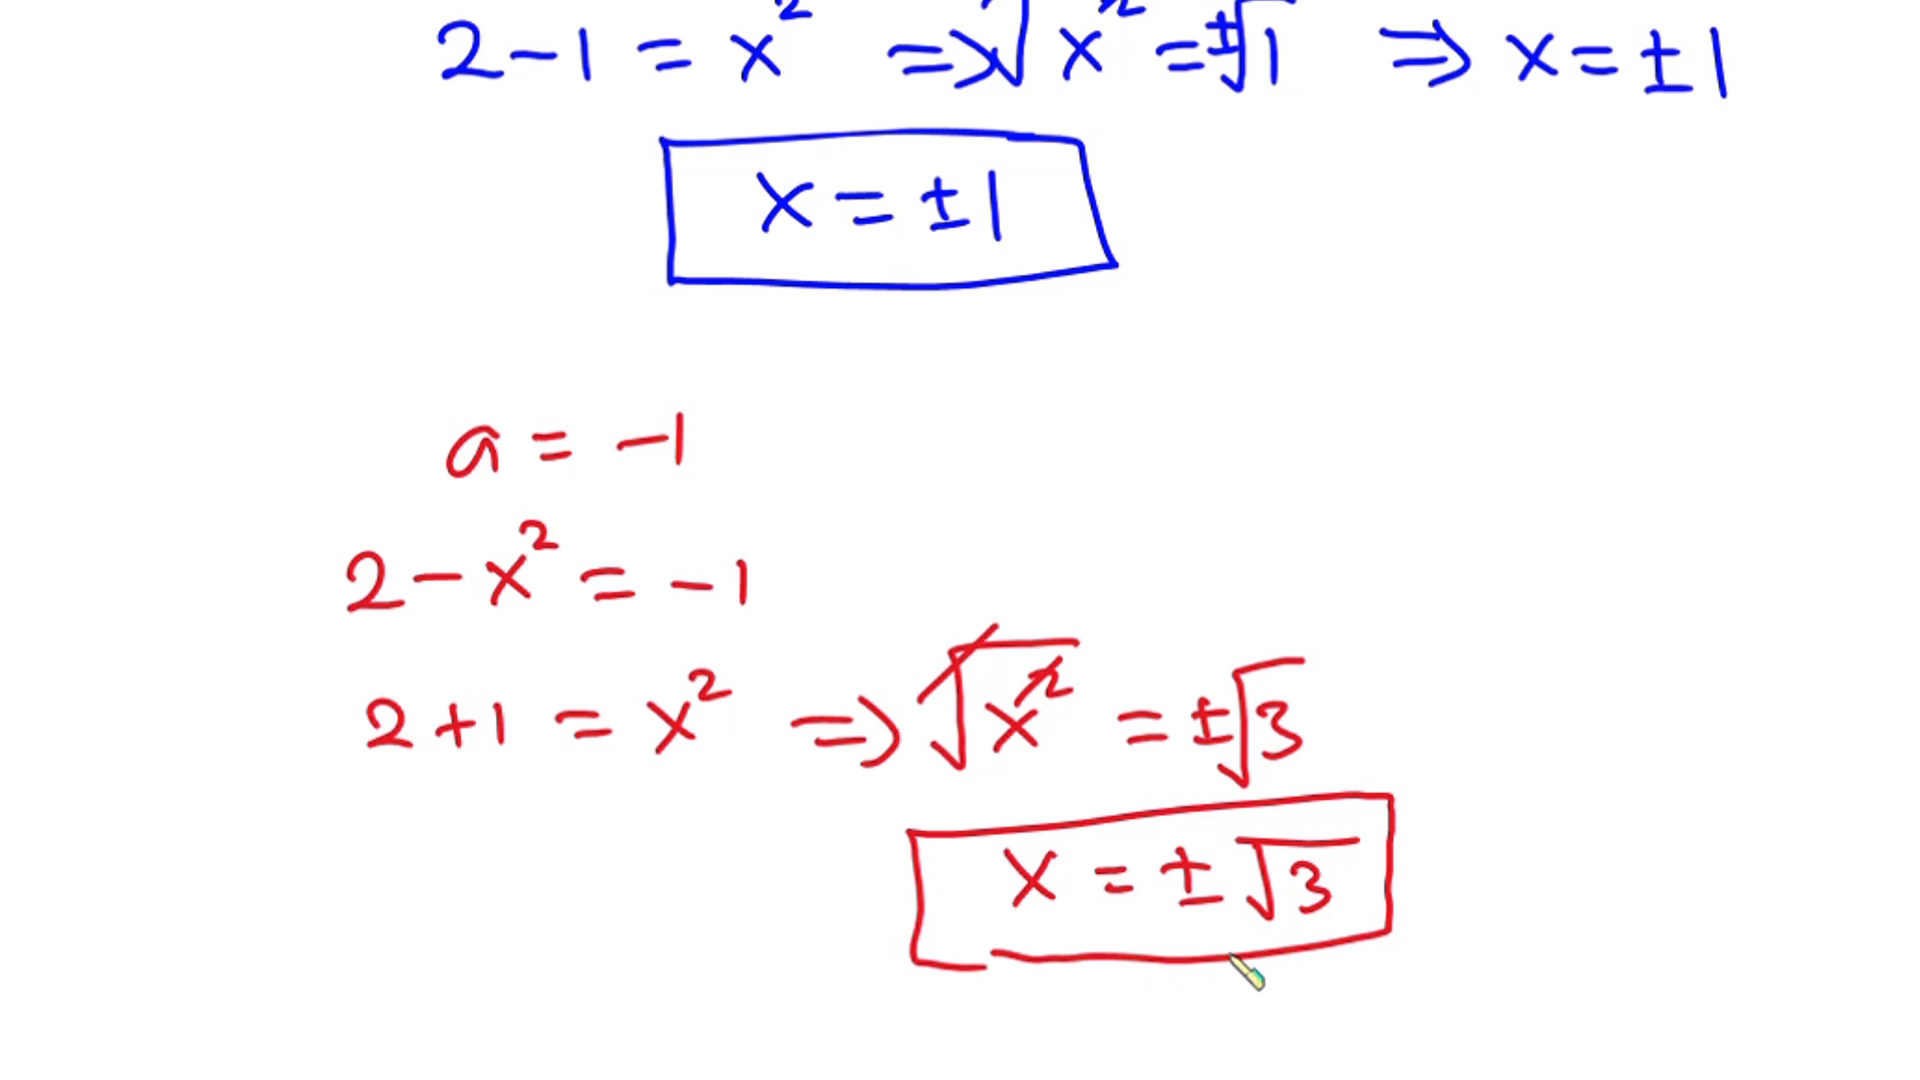 2 - 1 = x² => √x² = ±√1 => x = ±1
x = ±1
a = -1
2 - x² = -1
2 + 1 = x² => √x² = ±√3
x = ±√3